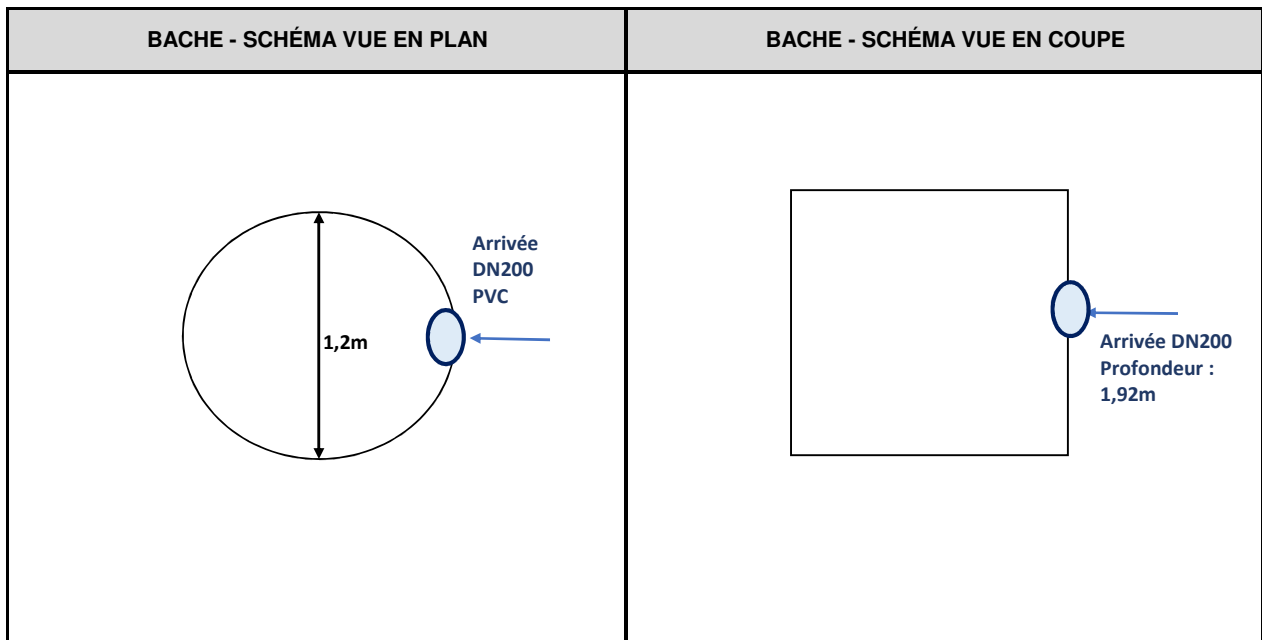 BACHE - SCHÉMA VUE EN PLAN
BACHE - SCHÉMA VUE EN COUPE
Arrivée
DN200
PVC
1,2m
Arrivée DN200
Profondeur :
1,92m